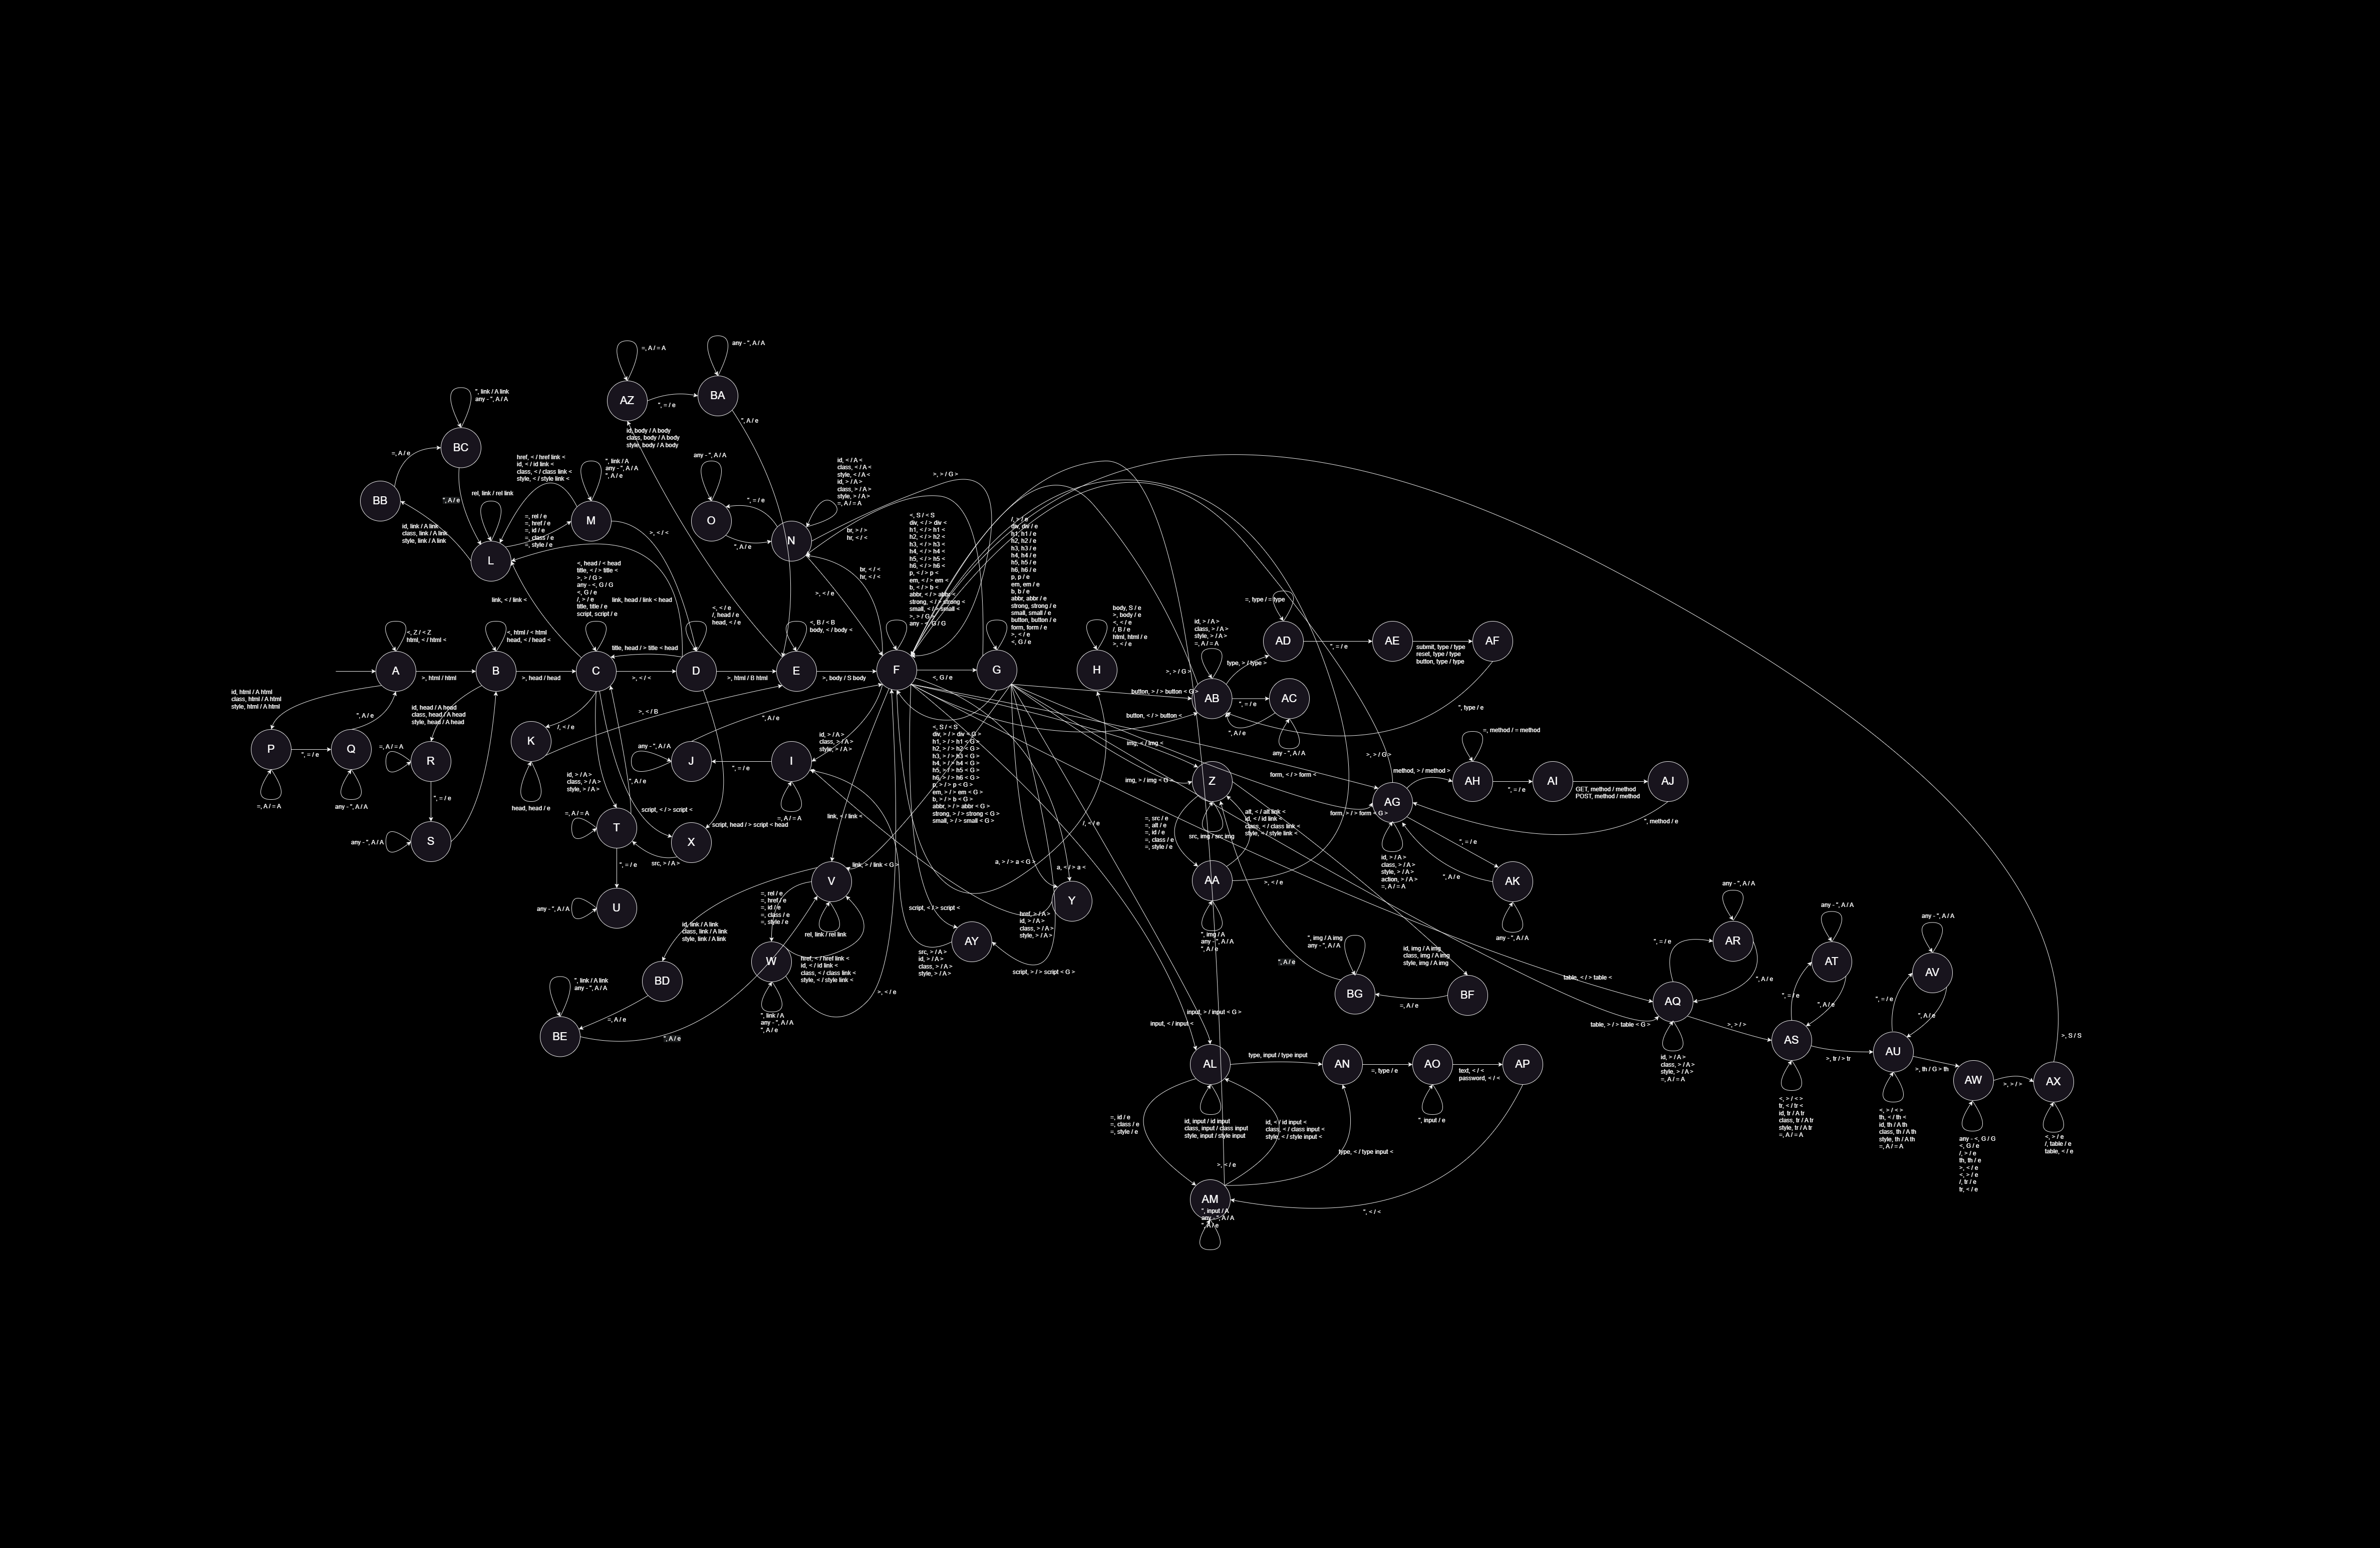 =, A / = A
any - ", A / A
AZ
BA
", = / e
", A / e
id, body / A body
class, body / A body
style, body / A body
", link / A link
any - ", A / A
BC
=, A / e
", A / e
BB
id, link / A link
class, link / A link
style, link / A link
rel, link / rel link
L
href, < / href link <
id, < / id link <
class, < / class link <
style, < / style link <
", link / A
any - ", A / A
", A / e
M
=, rel / e
=, href / e
=, id / e
=, class / e
=, style / e
>, < / <
any - ", A / A
O
", = / e
", A / e
N
id, < / A <
class, < / A <
style, < / A <
id, > / A >
class, > / A >
style, > / A >
=, A / = A
>, > / G >
br, > / >
hr, < / <
br, < / <
hr, < / <
>, < / e
link, < / link <
<, head / < head
title, < / > title <
>, > / G >
any - <, G / G
<, G / e
/, > / e
title, title / e
script, script / e
link, head / link < head
<, < / e
/, head / e
head, < / e
<, Z / < Z
html, < / html <
<, html / < html
head, < / head <
<, B / < B
body, < / body <
<, S / < S
div, < / > div <
h1, < / > h1 <
h2, < / > h2 <
h3, < / > h3 <
h4, < / > h4 <
h5, < / > h5 <
h6, < / > h6 <
p, < / > p <
em, < / > em <
b, < / > b <
abbr, < / > abbr <
strong, < / > strong <
small, < / > small <
>, > / G >
any - <, G / G
/, > / e
div, div / e
h1, h1 / e
h2, h2 / e
h3, h3 / e
h4, h4 / e
h5, h5 / e
h6, h6 / e
p, p / e
em, em / e
b, b / e
abbr, abbr / e
strong, strong / e
small, small / e
button, button / e
form, form / e
>, < / e
<, G / e
body, S / e
>, body / e
<, < / e
/, B / e
html, html / e
>, < / e
A
>, html / html
B
>, head / head
C
title, head / > title < head
>, < / <
D
>, html / B html
E
>, body / S body
F
<, G / e
G
H
id, html / A html
class, html / A html
style, html / A html
P
", = / e
Q
", A / e
=, A / = A
any - ", A / A
id, head / A head
class, head / A head
style, head / A head
=, A / = A
R
", = / e
any - ", A / A
S
/, < / e
K
head, head / e
>, < / B
id, > / A >
class, > / A >
style, > / A >
", A / e
=, A / = A
T
script, < / > script <
script, head / > script < head
X
src, > / A >
", = / e
any - ", A / A
U
any - ", A / A
J
", A / e
", = / e
I
=, A / = A
id, > / A >
class, > / A >
style, > / A >
link, < / link <
link, > / link < G >
V
=, rel / e
=, href / e
=, id / e
=, class / e
=, style / e
rel, link / rel link
id, link / A link
class, link / A link
style, link / A link
BD
=, A / e
", link / A link
any - ", A / A
BE
", A / e
W
href, < / href link <
id, < / id link <
class, < / class link <
style, < / style link <
", link / A
any - ", A / A
", A / e
>, < / e
<, S / < S
div, > / > div < G >
h1, > / > h1 < G >
h2, > / > h2 < G >
h3, > / > h3 < G >
h4, > / > h4 < G >
h5, > / > h5 < G >
h6, > / > h6 < G >
p, > / > p < G >
em, > / > em < G >
b, > / > b < G >
abbr, > / > abbr < G >
strong, > / > strong < G >
small, > / > small < G >
script, < / > script <
AY
src, > / A >
id, > / A >
class, > / A >
style, > / A >
script, > / > script < G >
/, < / e
a, > / > a < G >
a, < / > a <
Y
href, > / A >
id, > / A >
class, > / A >
style, > / A >
id, > / A >
class, > / A >
style, > / A >
=, A / = A
>, > / G >
AB
button, > / > button < G >
button, < / > button <
type, > / type >
=, type / = type
AD
", = / e
AE
submit, type / type
reset, type / type
button, type / type
AF
", type / e
", = / e
AC
", A / e
any - ", A / A
img, < / img <
img, > / img < G >
Z
src, img / src img
=, src / e
=, alt / e
=, id / e
=, class / e
=, style / e
alt, < / alt link <
id, < / id link <
class, < / class link <
style, < / style link <
AA
>, < / e
", img / A
any - ", A / A
", A / e
form, < / > form <
form, > / > form < G >
>, > / G >
AG
method, > / method >
=, method / = method
AH
", = / e
AI
GET, method / method
POST, method / method
AJ
", method / e
id, > / A >
class, > / A >
style, > / A >
action, > / A >
=, A / = A
", = / e
", A / e
AK
any - ", A / A
", img / A img
any - ", A / A
BG
", A / e
=, A / e
id, img / A img
class, img / A img
style, img / A img
BF
input, < / input <
input, > / input < G >
AL
type, input / type input
AN
=, type / e
AO
text, < / <
password, < / <
AP
", input / e
id, input / id input
class, input / class input
style, input / style input
id, < / id input <
class, < / class input <
style, < / style input <
=, id / e
=, class / e
=, style / e
type, < / type input <
>, < / e
AM
", input / A
any - ", A / A
", A / e
", < / <
table, < / > table <
table, > / > table < G >
AQ
id, > / A >
class, > / A >
style, > / A >
=, A / = A
", = / e
any - ", A / A
AR
", A / e
>, > / >
AS
<, > / < >
tr, < / tr <
id, tr / A tr
class, tr / A tr
style, tr / A tr
=, A / = A
any - ", A / A
AT
", = / e
", A / e
>, tr / > tr
AU
<, > / < >
th, < / th <
id, th / A th
class, th / A th
style, th / A th
=, A / = A
any - ", A / A
AV
", = / e
", A / e
>, th / G > th
AW
any - <, G / G
<, G / e
/, > / e
th, th / e
>, < / e
<, > / e
/, tr / e
tr, < / e
>, > / >
AX
<, > / e
/, table / e
table, < / e
>, S / S